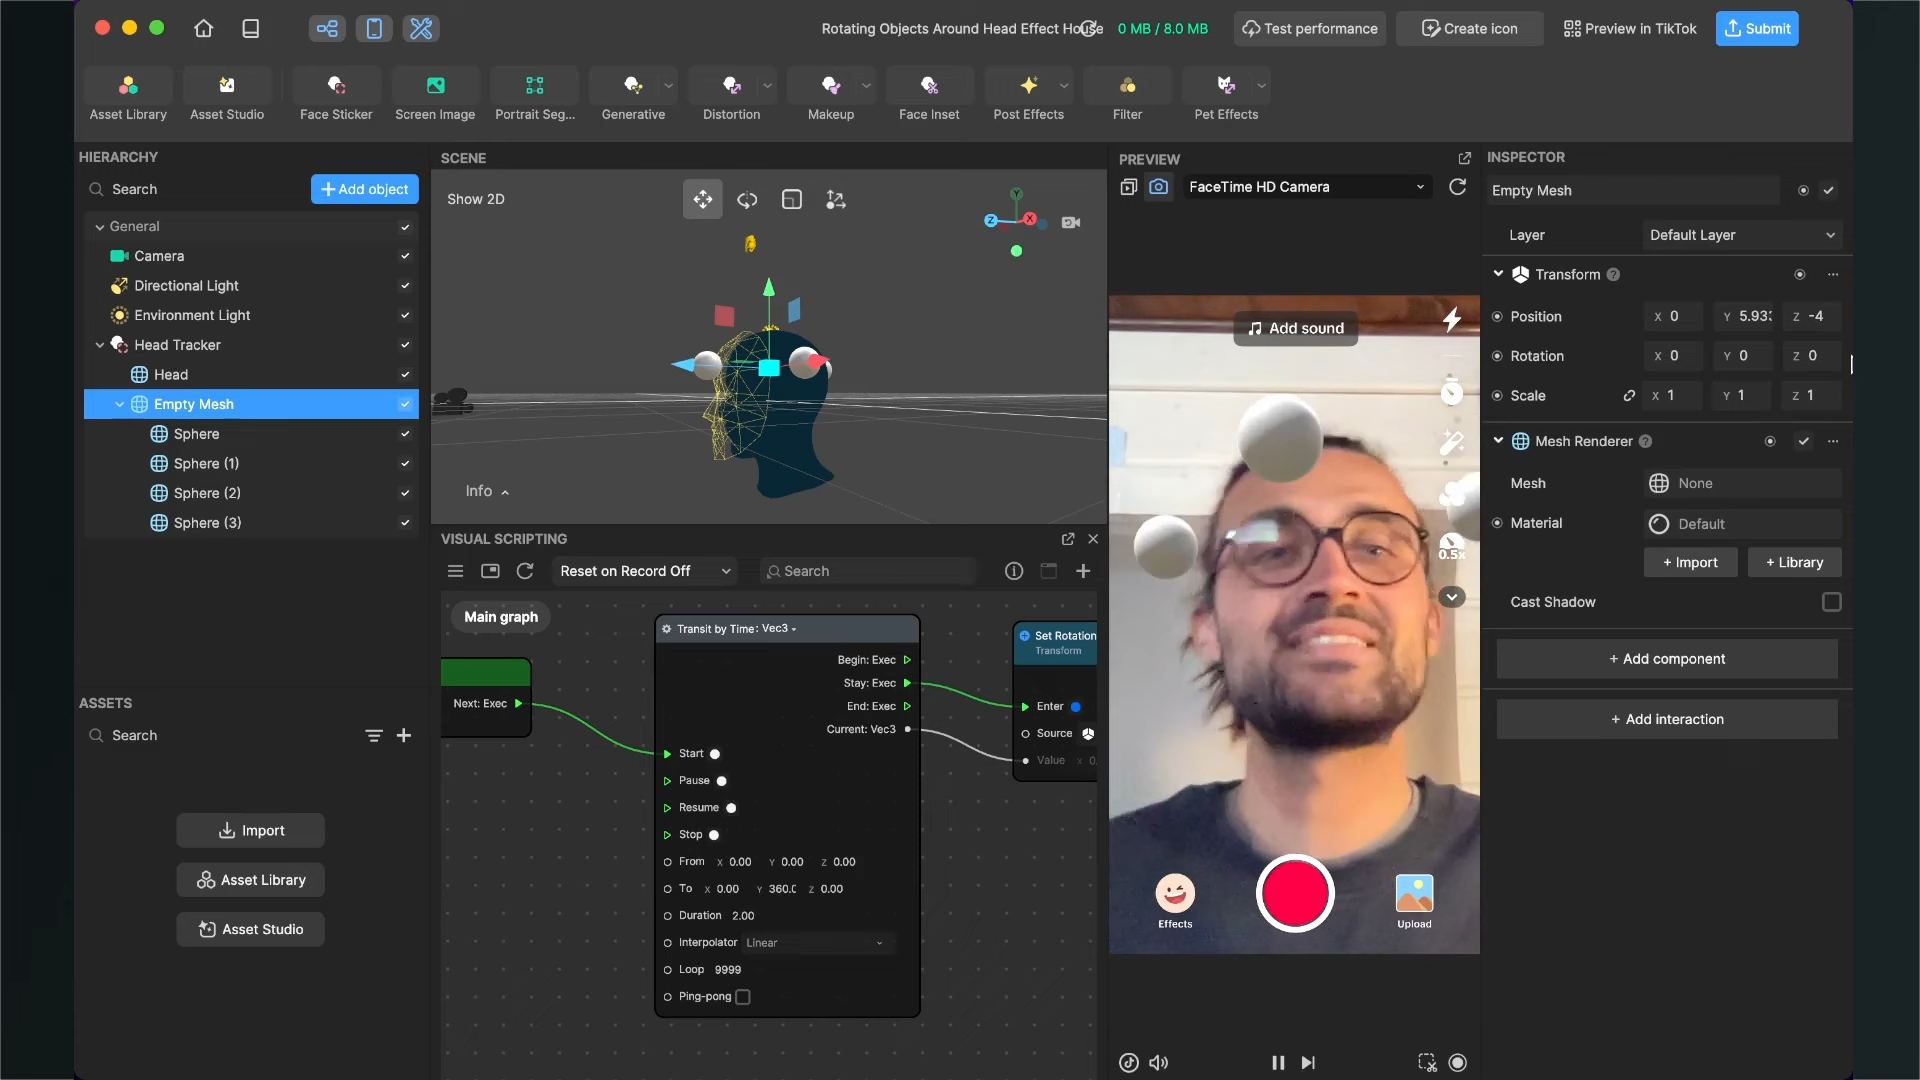 Rotating Objects Around Head Effect House
0 MB / 8.0 MB
Test performance
Create icon
Preview in TikTok
Submit
Asset Library
Asset Studio
Face Sticker
Screen Image
Portrait Seg...
Generative
Distortion
Makeup
Face Inset
Post Effects
Filter
Pet Effects
HIERARCHY
Search
Add object
General
Camera
Directional Light
Environment Light
Head Tracker
Head
Empty Mesh
Sphere
Sphere (1)
Sphere (2)
Sphere (3)
ASSETS
Search
Import
Asset Library
Asset Studio
SCENE
Show 2D
Y
Z
X
Info
VISUAL SCRIPTING
Reset on Record Off
Search
Main graph
Next: Exec
Transit by Time: Vec3
Begin: Exec
Stay: Exec
End: Exec
Current: Vec3
Start
Pause
Resume
Stop
From X 0.00 Y 0.00 Z 0.00
To X 0.00 Y 360.0 Z 0.00
Duration 2.00
Interpolator Linear
Loop 9999
Ping-pong
Set Rotation
Transform
Enter
Source
Value X 0.
PREVIEW
FaceTime HD Camera
Add sound
0.5x
Effects
Upload
INSPECTOR
Empty Mesh
Layer Default Layer
Transform
Position X 0 Y 5.93 Z -4
Rotation X 0 Y 0 Z 0
Scale X 1 Y 1 Z 1
Mesh Renderer
Mesh None
Material Default
+ Import
+ Library
Cast Shadow
+ Add component
+ Add interaction